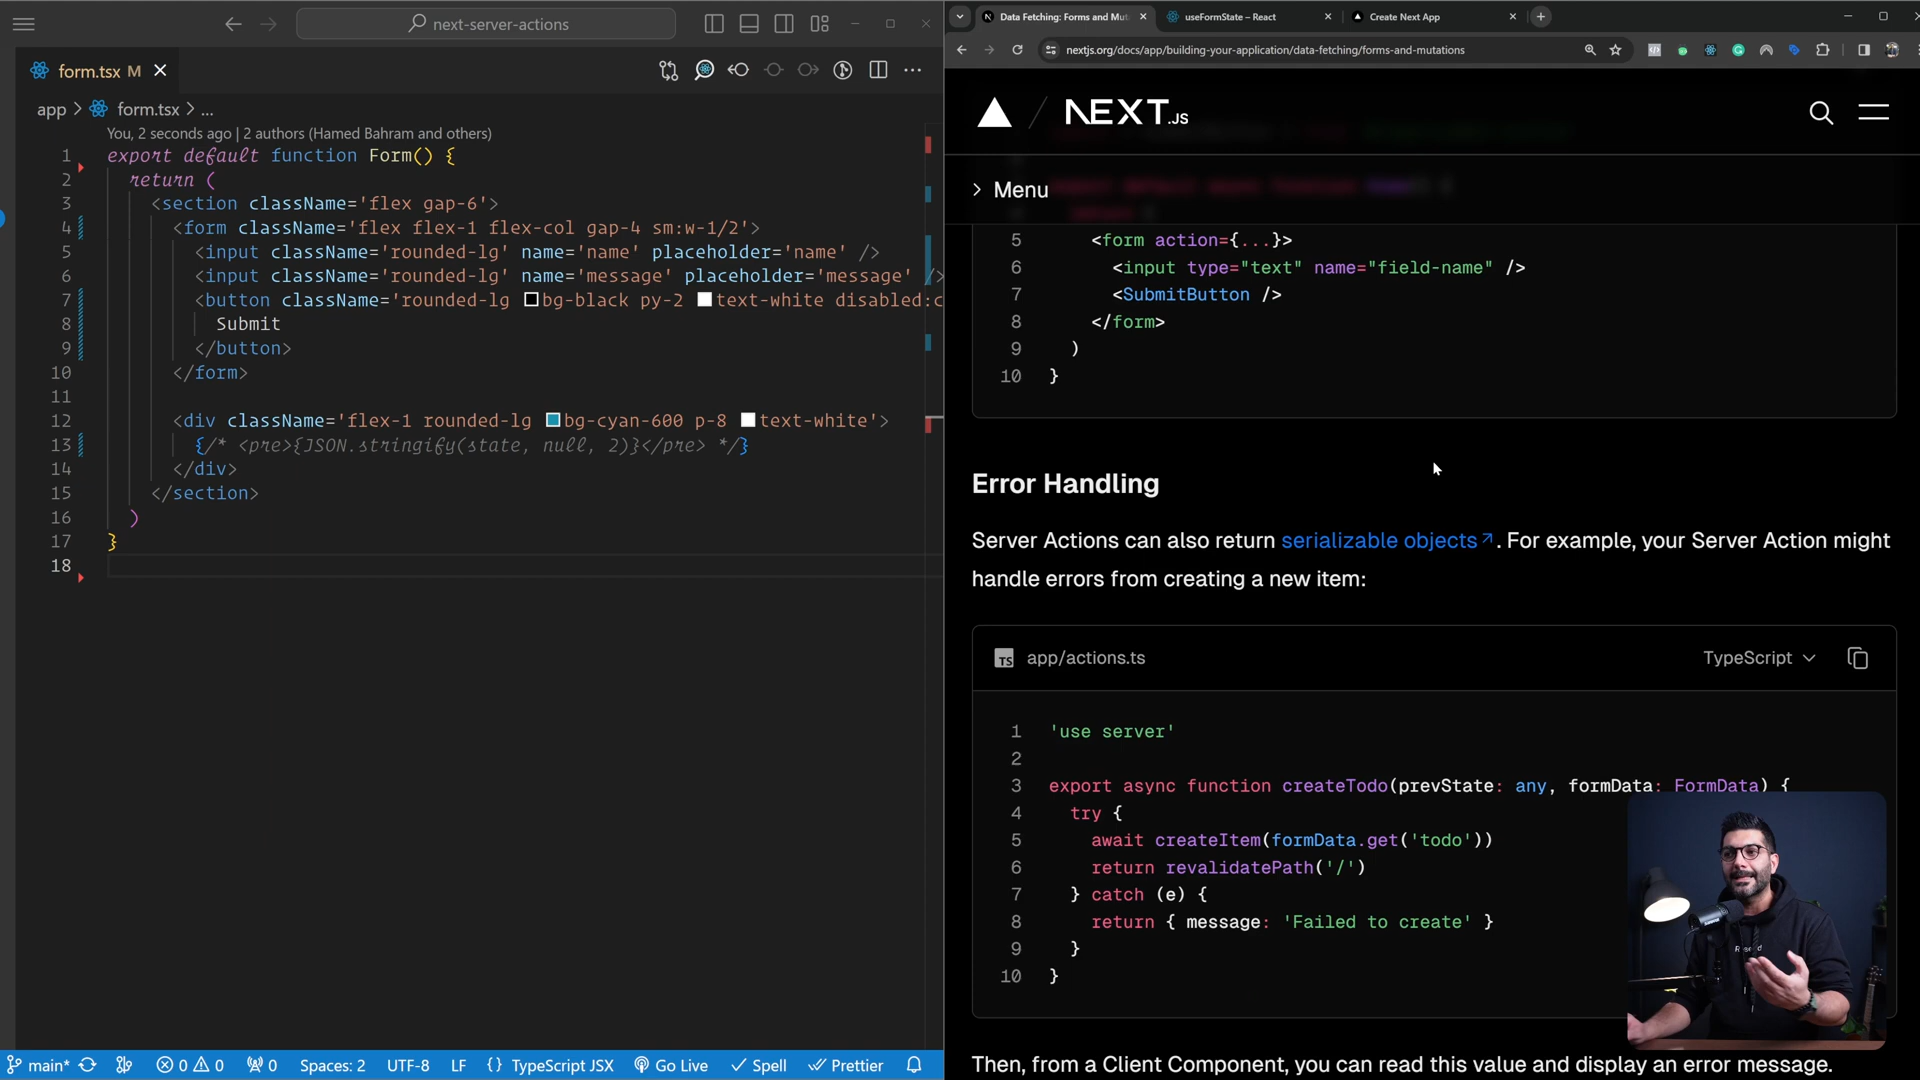 next-server-actions
form.tsx M
app > form.tsx > ...
You, 2 seconds ago | 2 authors (Hamed Bahram and others)
1 export default function Form() {
2 return (
3 <section className='flex gap-6'>
4 <form className='flex flex-1 flex-col gap-4 sm:w-1/2'>
5 <input className='rounded-lg' name='name' placeholder='name' />
6 <input className='rounded-lg' name='message' placeholder='message' />
7 <button className='rounded-lg bg-black py-2 text-white disabled:c
8 Submit
9 </button>
10 </form>
11
12 <div className='flex-1 rounded-lg bg-cyan-600 p-8 text-white'>
13 {/* <pre>{JSON.stringify(state, null, 2)}</pre> */}
14 </div>
15 </section>
16 )
17 }
18
main* 0 0 0 Spaces: 2 UTF-8 LF {} TypeScript JSX Go Live Spell Prettier
Data Fetching: Forms and Mut
useFormState – React
Create Next App
nextjs.org/docs/app/building-your-application/data-fetching/forms-and-mutations
NEXT.JS
Menu
5 <form action={...}>
6 <input type="text" name="field-name" />
7 <SubmitButton />
8 </form>
9 )
10 }
Error Handling
Server Actions can also return serializable objects↗. For example, your Server Action might
handle errors from creating a new item:
TS app/actions.ts TypeScript
1 'use server'
2
3 export async function createTodo(prevState: any, formData: FormData) {
4 try {
5 await createItem(formData.get('todo'))
6 return revalidatePath('/')
7 } catch (e) {
8 return { message: 'Failed to create' }
9 }
10 }
Then, from a Client Component, you can read this value and display an error message.